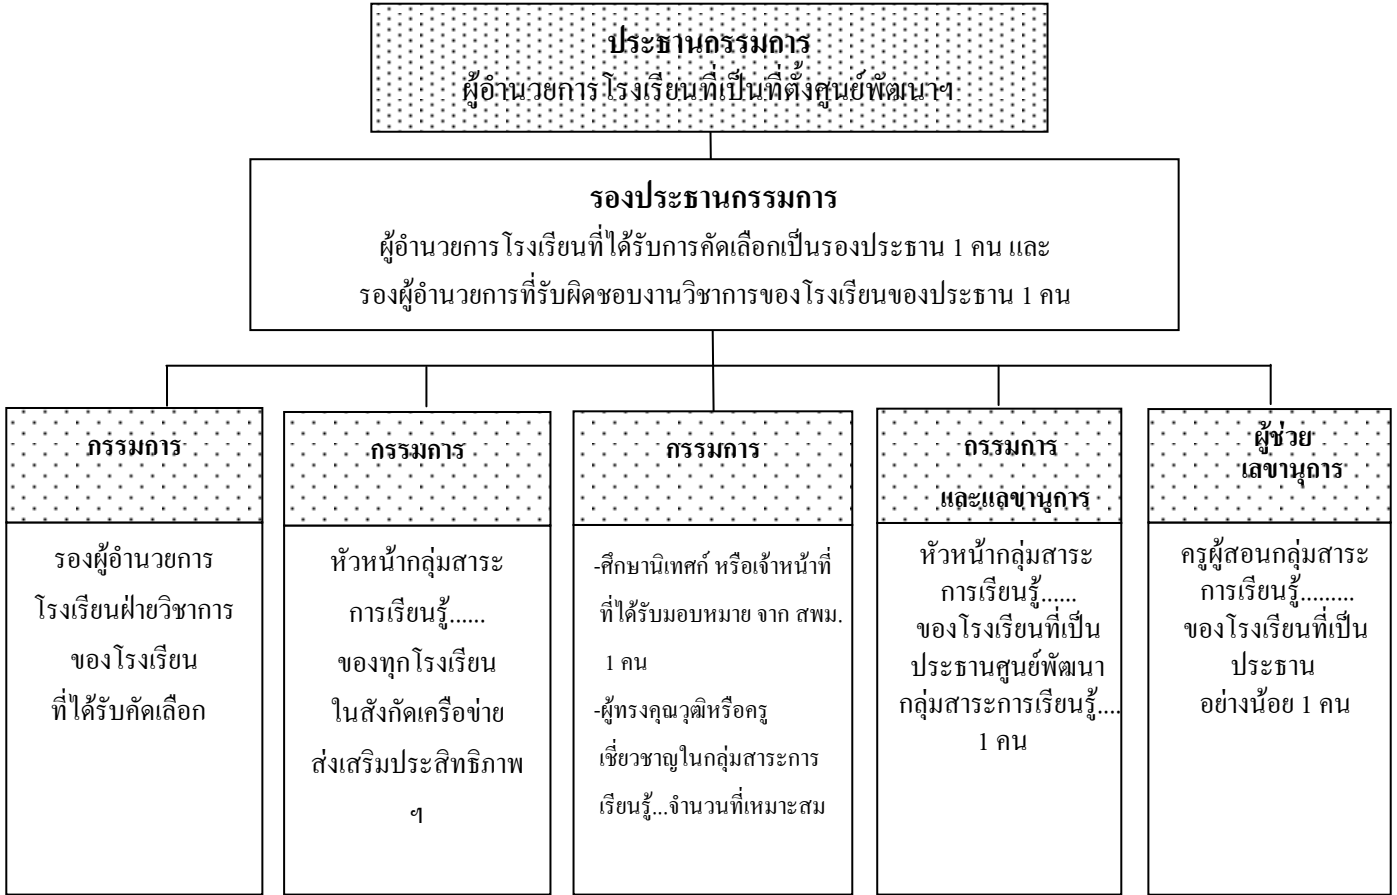 ประธานกรรมการ
ผู้อำนวยการโรงเรียนที่เป็นที่ตั้งศูนย์พัฒนาฯ
รองประธานกรรมการ
ผู้อำนวยการโรงเรียนที่ได้รับการคัดเลือกเป็นรองประธาน 1 คน และ
รองผู้อำนวยการที่รับผิดชอบงานวิชาการของโรงเรียนของประธาน 1 คน
กรรมการ
รองผู้อำนวยการ
โรงเรียนฝ่ายวิชาการ
ของโรงเรียน
ที่ได้รับคัดเลือก
กรรมการ
หัวหน้ากลุ่มสาระ
การเรียนรู้......
ของทุกโรงเรียน
ในสังกัดเครือข่าย
ส่งเสริมประสิทธิภาพ
ฯ
กรรมการ
-ศึกษานิเทศก์ หรือเจ้าหน้าที่
ที่ได้รับมอบหมาย จาก สพม.
1 คน
-ผู้ทรงคุณวุฒิหรือครู
เชี่ยวชาญในกลุ่มสาระการ
เรียนรู้...จำนวนที่เหมาะสม
กรรมการ
และแลขานุการ
หัวหน้ากลุ่มสาระ
การเรียนรู้......
ของโรงเรียนที่เป็น
ประธานศูนย์พัฒนา
กลุ่มสาระการเรียนรู้....
1 คน
ผู้ช่วย
เลขานุการ
ครูผู้สอนกลุ่มสาระ
การเรียนรู้.........
ของโรงเรียนที่เป็น
ประธาน
อย่างน้อย 1 คน